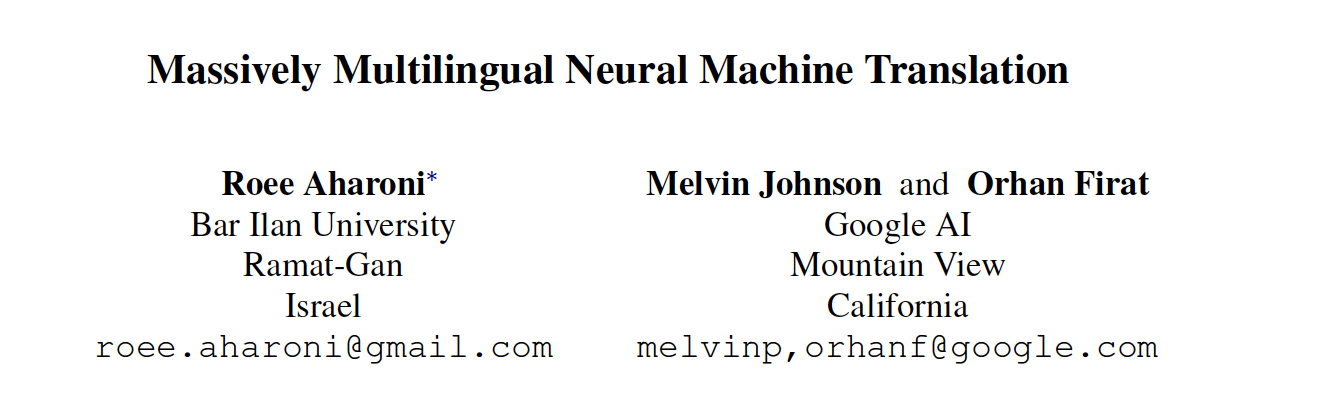 Massively Multilingual Neural Machine Translation
Roee Aharoni*
Bar Ilan University
Ramat-Gan
Israel
roee.aharoni@gmail.com
Melvin Johnson and Orhan Firat
Google AI
Mountain View
California
melvinp,orhanf@google.com